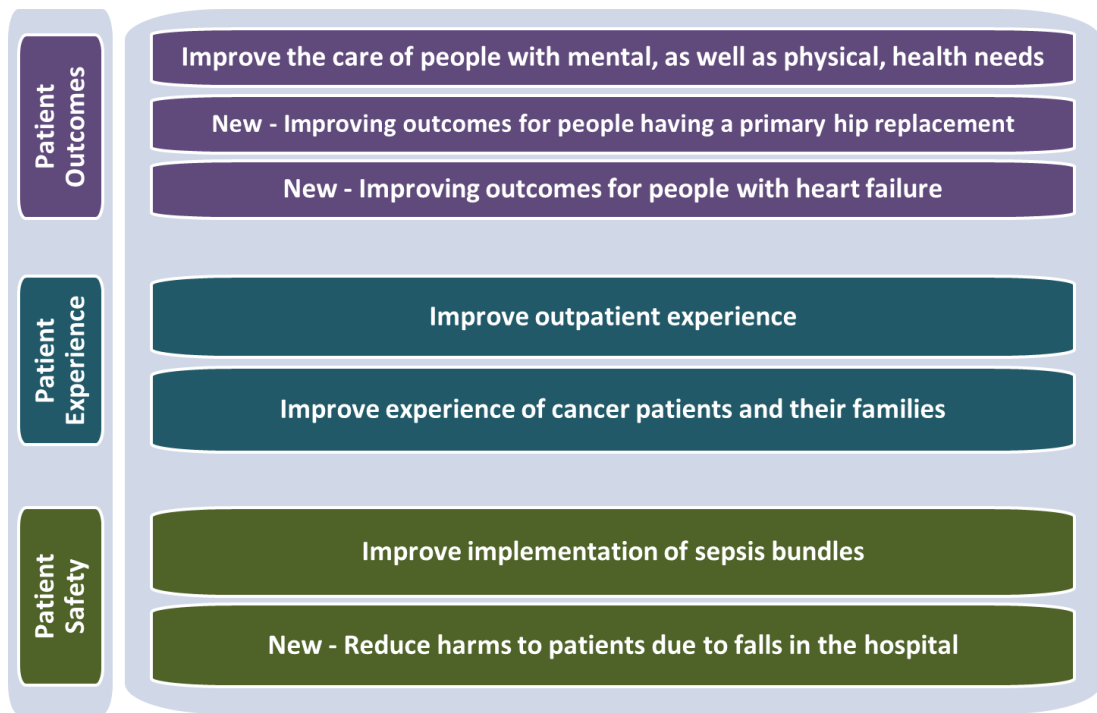 Patient
Outcomes
Improve the care of people with mental, as well as physical, health needs
New - Improving outcomes for people having a primary hip replacement
New - Improving outcomes for people with heart failure
Patient
Experience
Improve outpatient experience
Improve experience of cancer patients and their families
Patient
Safety
Improve implementation of sepsis bundles
New - Reduce harms to patients due to falls in the hospital